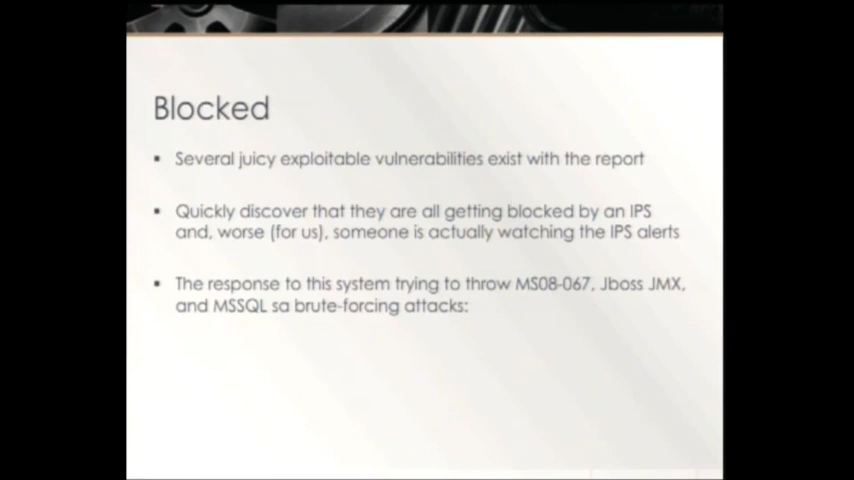 Blocked
▪ Several juicy exploitable vulnerabilities exist with the report
▪ Quickly discover that they are all getting blocked by an IPS
and, worse (for us), someone is actually watching the IPS alerts
▪ The response to this system trying to throw MS08-067, Jboss JMX,
and MSSQL sa brute-forcing attacks: